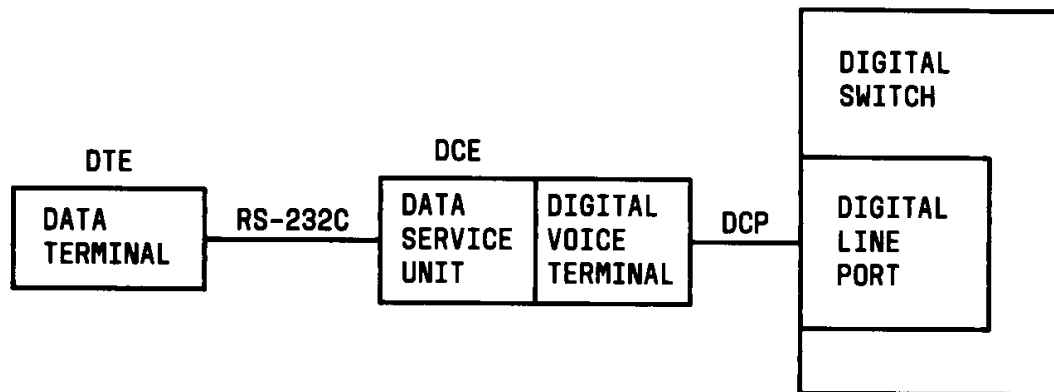 DIGITAL
SWITCH
DTE
DCE
DATA
TERMINAL
RS-232C
DATA
SERVICE
UNIT
DIGITAL
VOICE
TERMINAL
DCP
DIGITAL
LINE
PORT